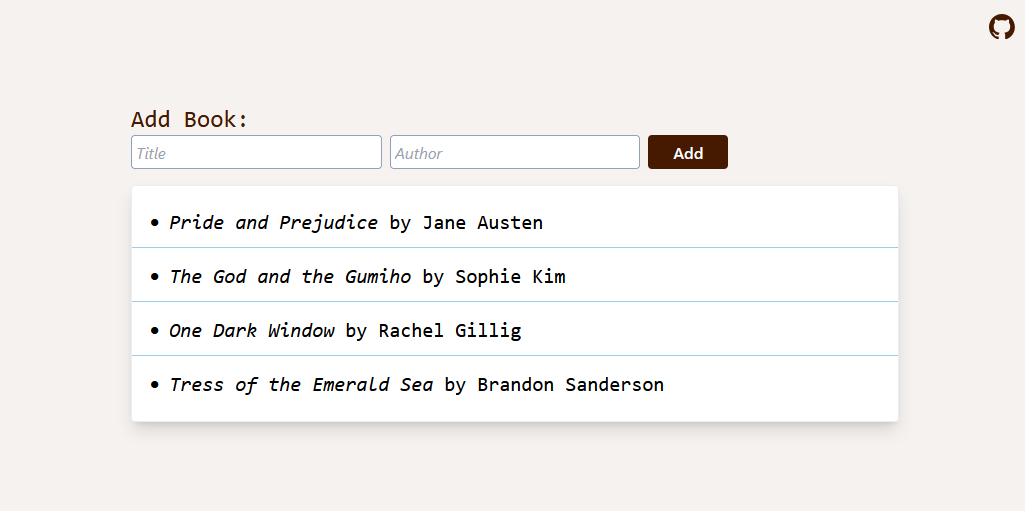 Add Book:
Title Author Add
• Pride and Prejudice by Jane Austen
• The God and the Gumiho by Sophie Kim
• One Dark Window by Rachel Gillig
• Tress of the Emerald Sea by Brandon Sanderson